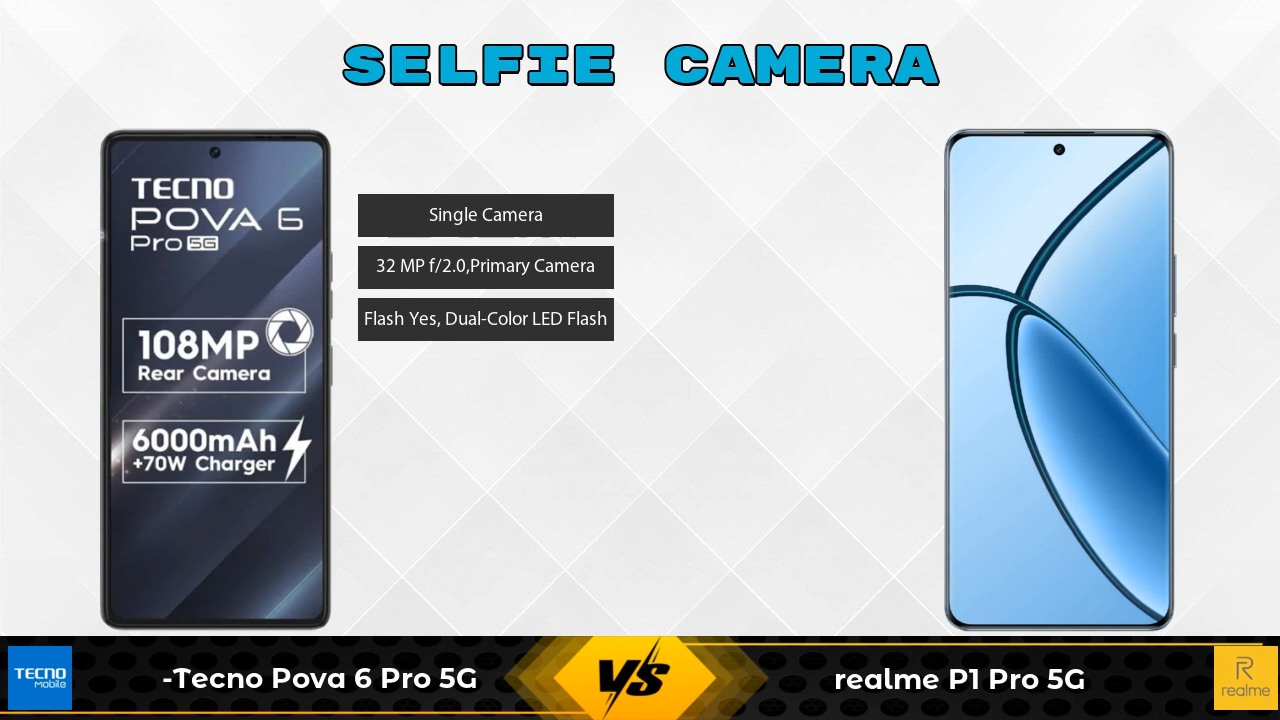 SELFIE CAMERA
TECNO
POVA 6
Pro 5G
108MP
Rear Camera
6000mAh
+70W Charger
Single Camera
32 MP f/2.0,Primary Camera
Flash Yes, Dual-Color LED Flash
TECNO
mobile
-Tecno Pova 6 Pro 5G
VS
realme P1 Pro 5G
R
realme